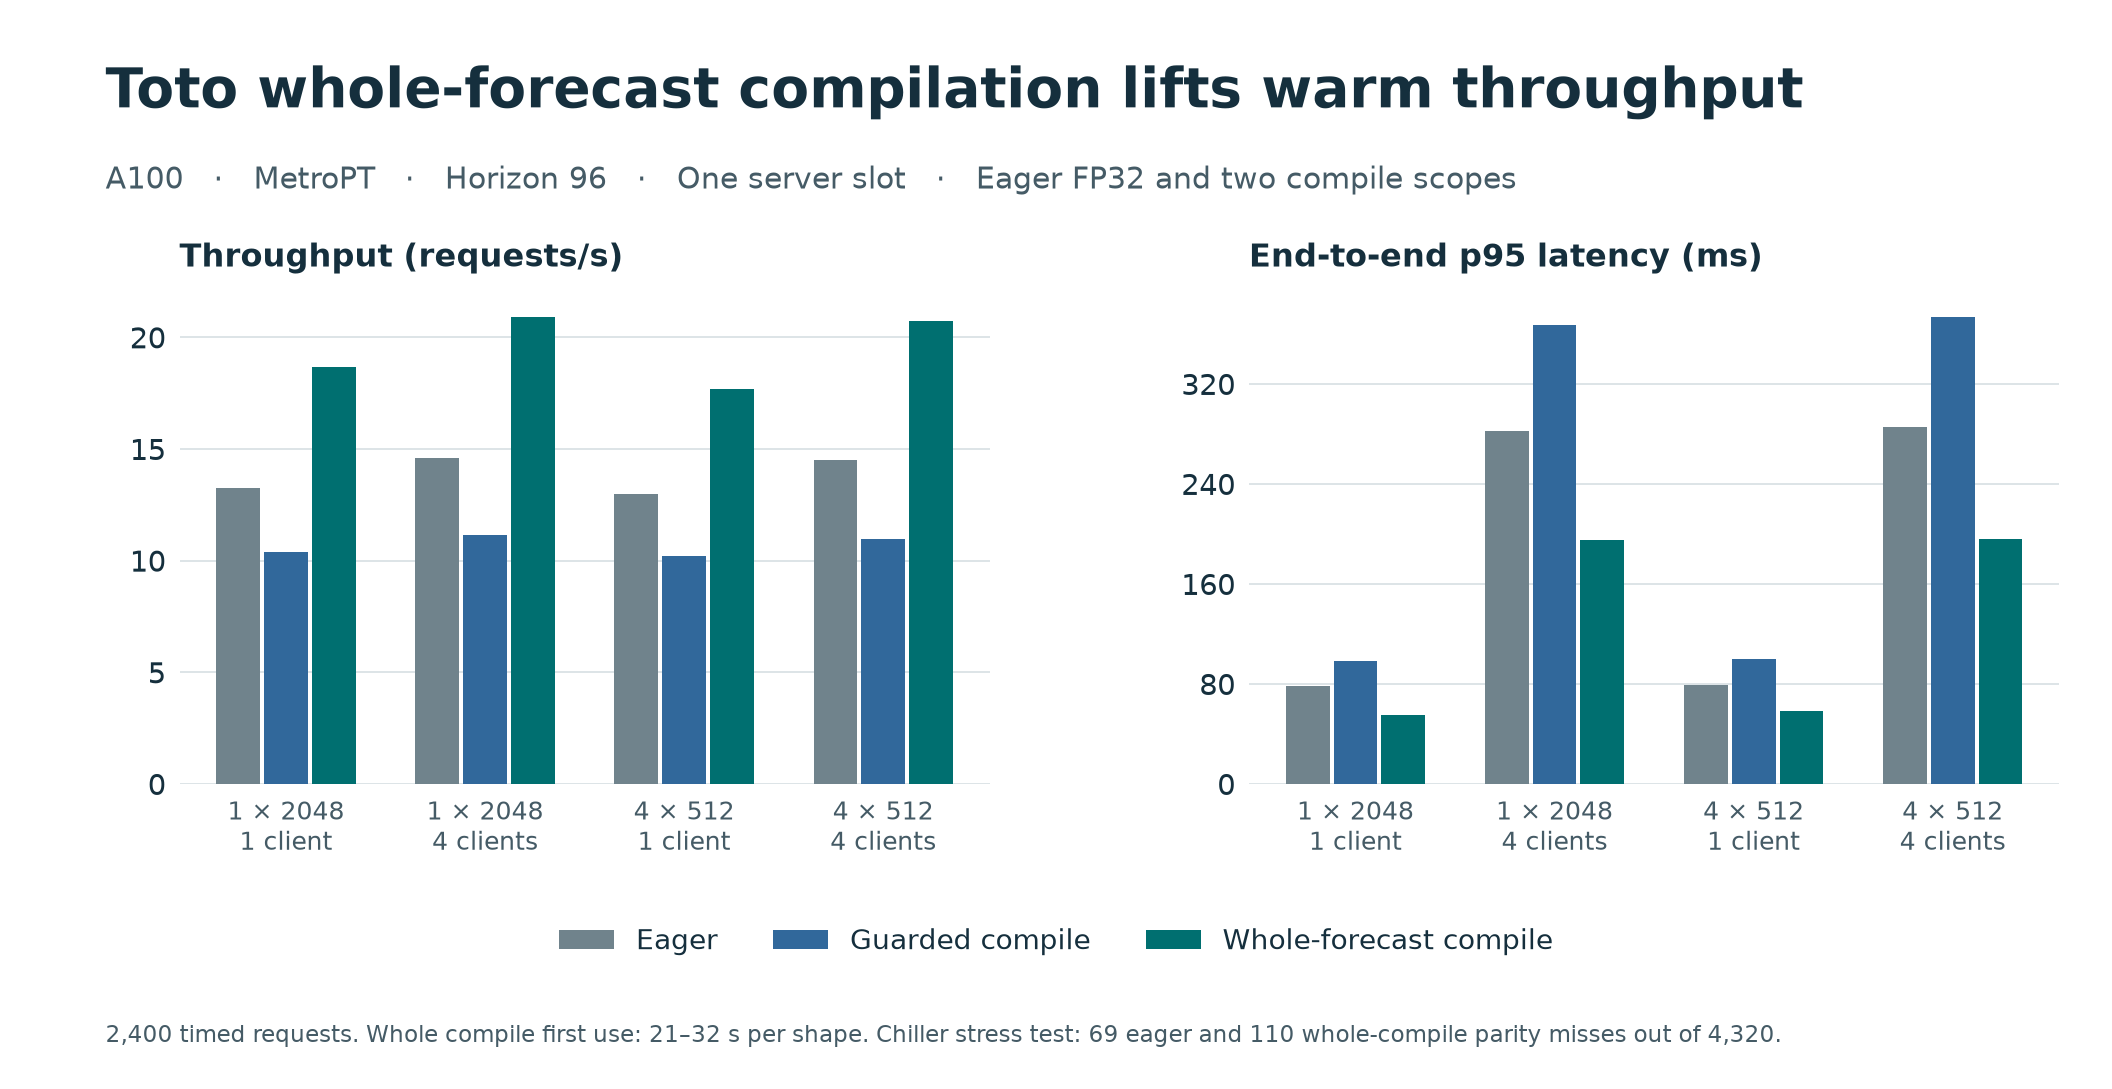 Toto whole-forecast compilation lifts warm throughput
A100 · MetroPT · Horizon 96 · One server slot · Eager FP32 and two compile scopes
Throughput (requests/s)
20
15
10
5
0
1 × 2048
1 client
1 × 2048
4 clients
4 × 512
1 client
4 × 512
4 clients
End-to-end p95 latency (ms)
320
240
160
80
0
1 × 2048
1 client
1 × 2048
4 clients
4 × 512
1 client
4 × 512
4 clients
Eager
Guarded compile
Whole-forecast compile
2,400 timed requests. Whole compile first use: 21–32 s per shape. Chiller stress test: 69 eager and 110 whole-compile parity misses out of 4,320.